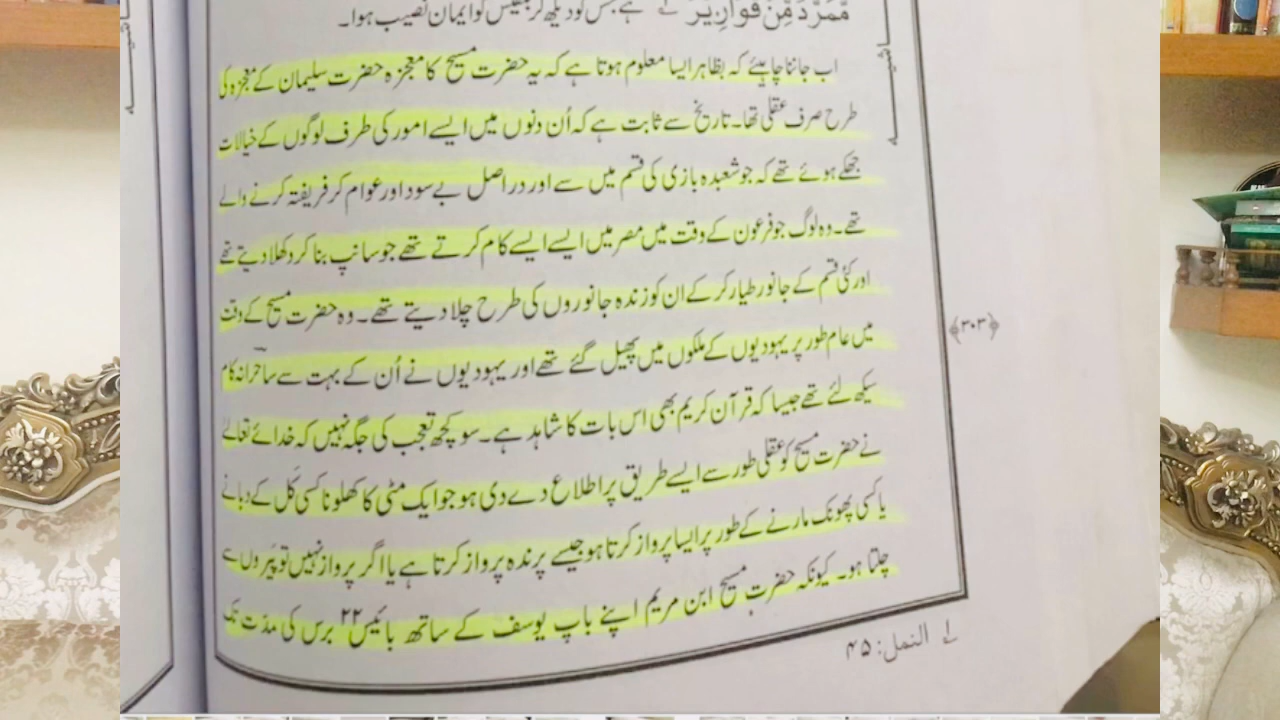 مُّمَرَّدٌ مِّنْ قَوَارِيْرَ لے ہے جس کو دیکھ کر بلقیس کو ایمان نصیب ہوا۔
اب جاننا چاہیئے کہ بظاہر ایسا معلوم ہوتا ہے کہ یہ حضرت مسیح کا معجزہ حضرت سلیمان کے معجزہ کی
طرح صرف عقلی تھا۔ تاریخ سے ثابت ہے کہ اُن دنوں میں ایسے امور کی طرف لوگوں کے خیالات
جھکے ہوئے تھے کہ جو شعبدہ بازی کی قسم میں سے اور دراصل بے سود اور عوام کر فریفتہ کرنے والے
تھے۔ وہ لوگ جو فرعون کے وقت میں مصر میں ایسے ایسے کام کرتے تھے جو سانپ بنا کر دکھلا دیتے تھے
اور کئی قسم کے جانور طیار کر کے ان کو زندہ جانوروں کی طرح چلا دیتے تھے۔ وہ حضرت مسیح کے وقت
میں عام طور پر یہودیوں کے ملکوں میں پھیل گئے تھے اور یہودیوں نے اُن کے بہت سے ساحرانہ کام
سیکھ لئے تھے جیسا کہ قرآن کریم بھی اس بات کا شاہد ہے۔ سو کچھ تعجب کی جگہ نہیں کہ خدائے تعالےٰ
نے حضرت مسیح کو عقلی طور سے ایسے طریق پر اطلاع دے دی ہو جو ایک مٹی کا کھلونا کسی کَل کے دبانے
یا کسی پھونک مارنے کے طور پر ایسا پرواز کرتا ہو جیسے پرندہ پرواز کرتا ہے یا اگر پرواز نہیں تو پَیروں سے
چلتا ہو۔ کیونکہ حضرت مسیح ابن مریم اپنے باپ یوسف کے ساتھ بائیس۲۲ برس کی مدّت تک
﴿۳۰۳﴾
لے النمل: ۴۵